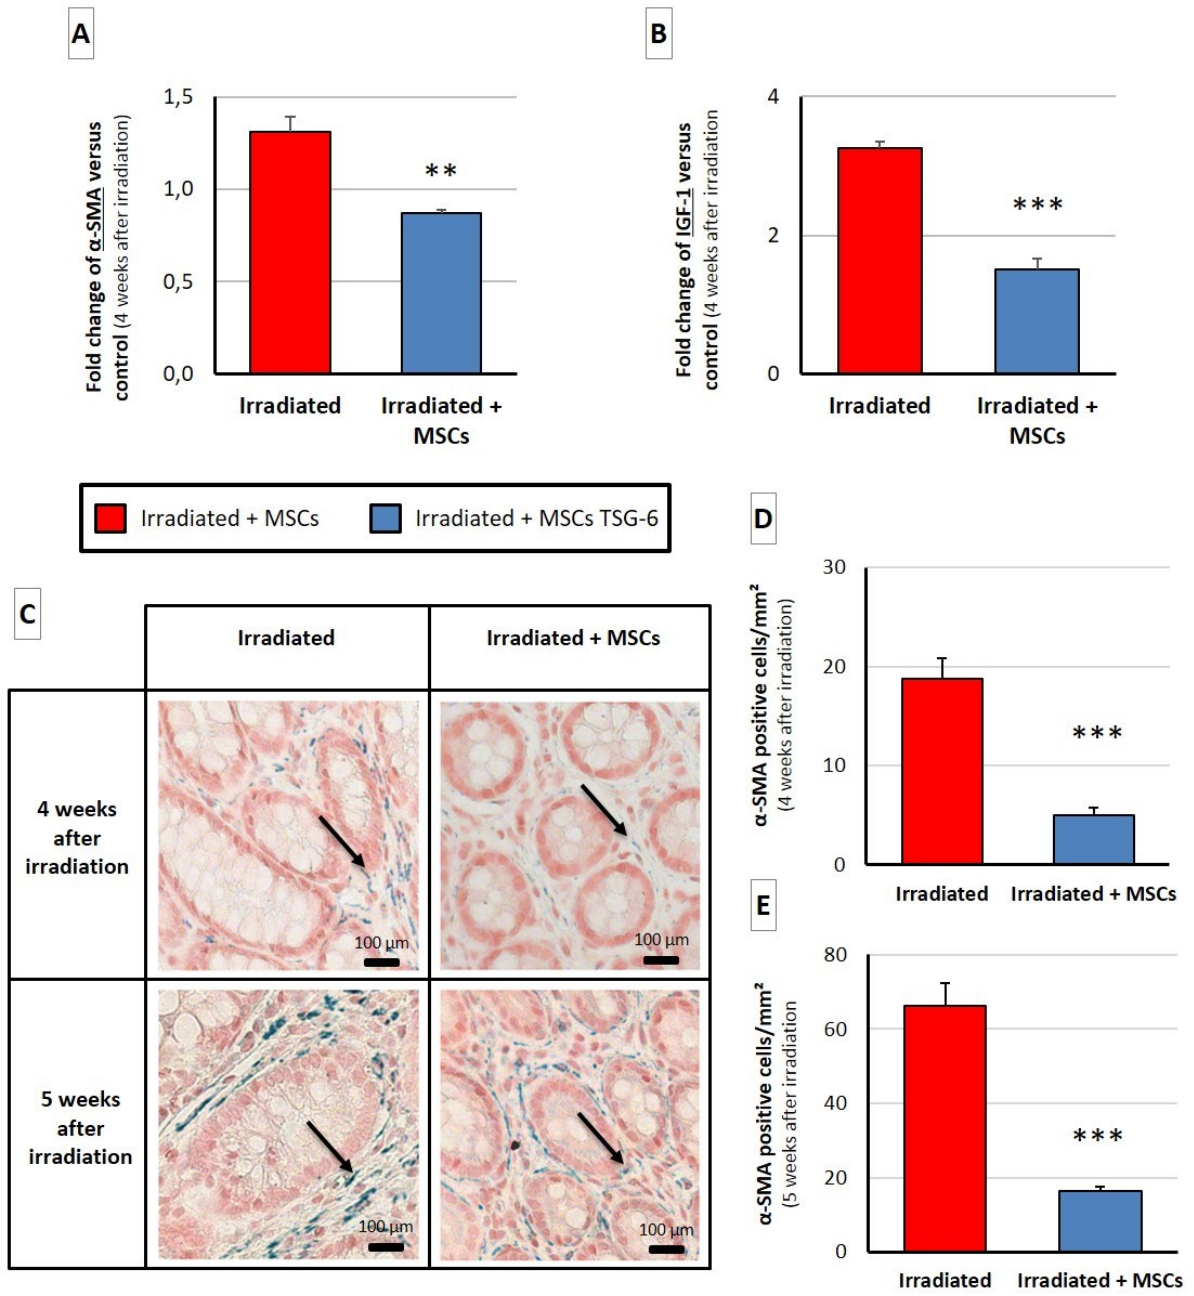 A
Fold change of α-SMA versus
control (4 weeks after irradiation)
1,5
1,0
0,5
0,0
**
Irradiated
Irradiated +
MSCs
B
Fold change of IGF-1 versus
control (4 weeks after irradiation
4
2
0
***
Irradiated
Irradiated +
MSCs
Irradiated + MSCs
Irradiated + MSCs TSG-6
C
Irradiated
Irradiated + MSCs
4 weeks
after
irradiation
100 µm
100 µm
5 weeks
after
irradiation
100 µm
100 µm
D
α-SMA positive cells/mm²
(4 weeks after irradiation)
30
20
10
0
***
Irradiated
Irradiated + MSCs
E
α-SMA positive cells/mm²
(5 weeks after irradiation
80
60
40
20
0
***
Irradiated
Irradiated + MSCs